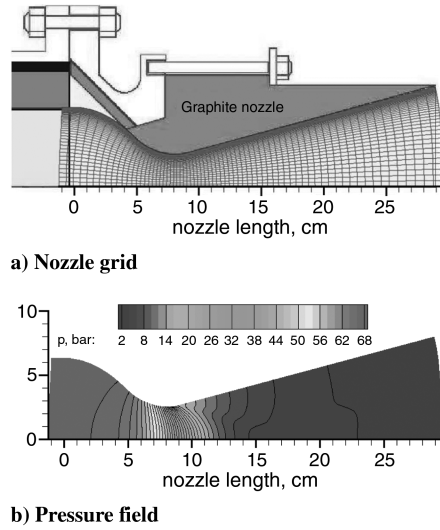 Graphite nozzle
0 5 10 15 20 25
nozzle length, cm
a) Nozzle grid
10
p, bar: 2 8 14 20 26 32 38 44 50 56 62 68
5
0
0 5 10 15 20 25
nozzle length, cm
b) Pressure field